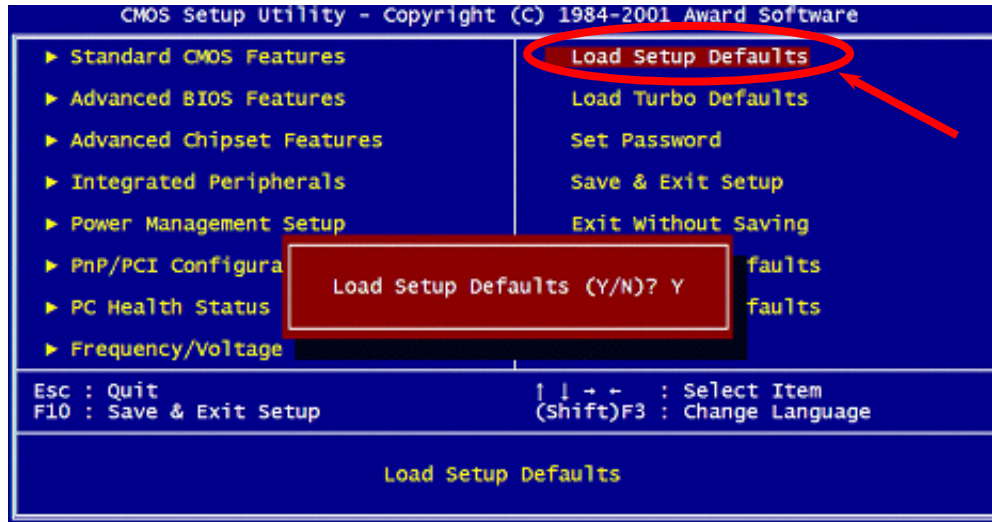 CMOS Setup Utility - Copyright (C) 1984-2001 Award Software
► Standard CMOS Features
► Advanced BIOS Features
► Advanced Chipset Features
► Integrated Peripherals
► Power Management Setup
► PnP/PCI Configura
► PC Health Status
► Frequency/Voltage
Load Setup Defaults
Load Turbo Defaults
Set Password
Save & Exit Setup
Exit Without Saving
faults
faults
Load Setup Defaults (Y/N)? Y
Esc : Quit
F10 : Save & Exit Setup
↑ ↓ → ← : Select Item
(Shift)F3 : Change Language
Load Setup Defaults